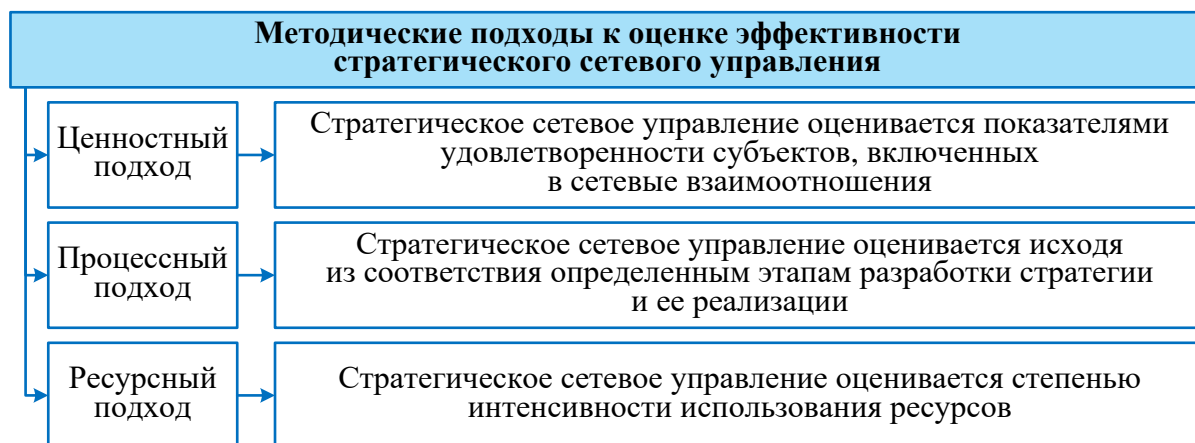 Методические подходы к оценке эффективности
стратегического сетевого управления
Ценностный
подход
Стратегическое сетевое управление оценивается показателями
удовлетворенности субъектов, включенных
в сетевые взаимоотношения
Процессный
подход
Стратегическое сетевое управление оценивается исходя
из соответствия определенным этапам разработки стратегии
и ее реализации
Ресурсный
подход
Стратегическое сетевое управление оценивается степенью
интенсивности использования ресурсов